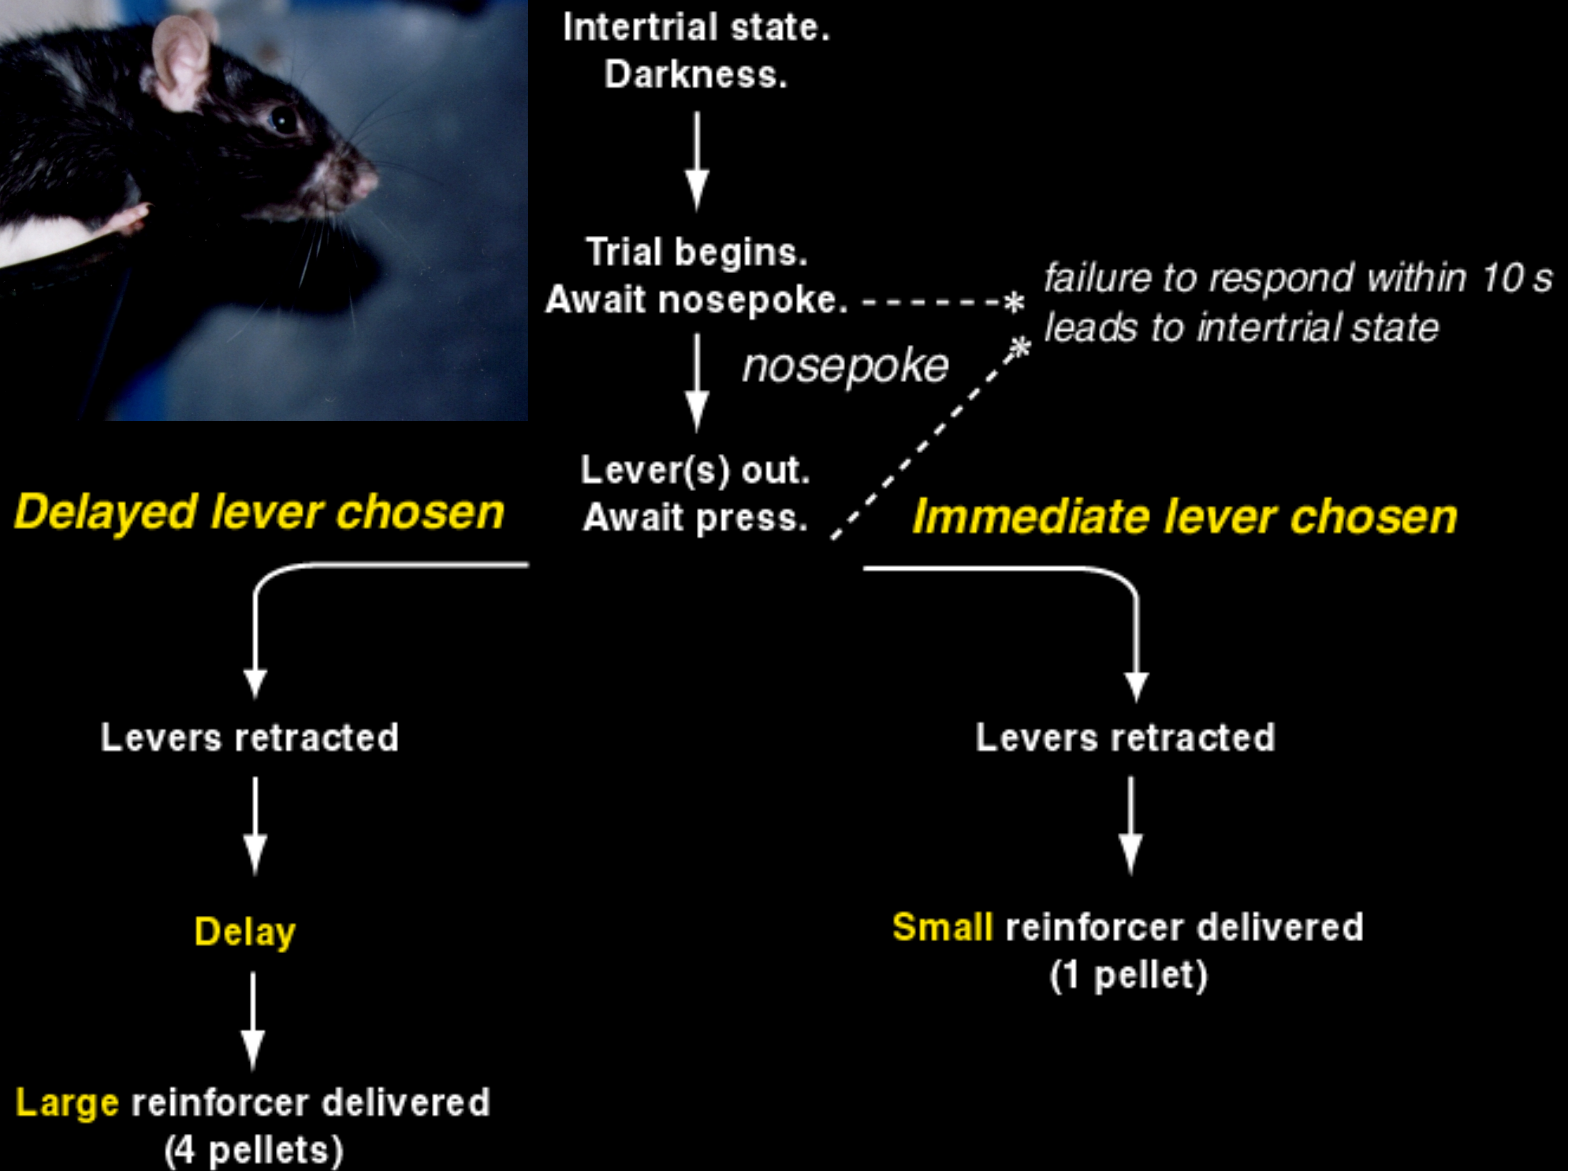 Intertrial state.
Darkness.
Trial begins.
Await nosepoke.
failure to respond within 10 s
leads to intertrial state
nosepoke
Lever(s) out.
Await press.
Delayed lever chosen
Immediate lever chosen
Levers retracted
Levers retracted
Delay
Small reinforcer delivered
(1 pellet)
Large reinforcer delivered
(4 pellets)